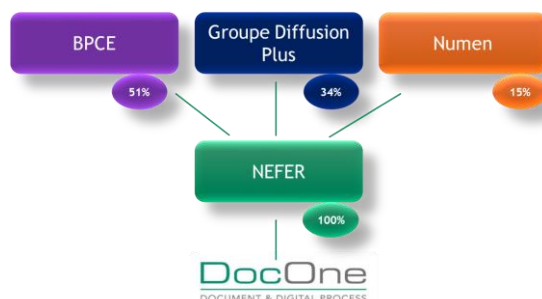 BPCE
Groupe Diffusion
Plus
Numen
51%
34%
15%
NEFER
100%
DocOne
DOCUMENT & DIGITAL PROCESS